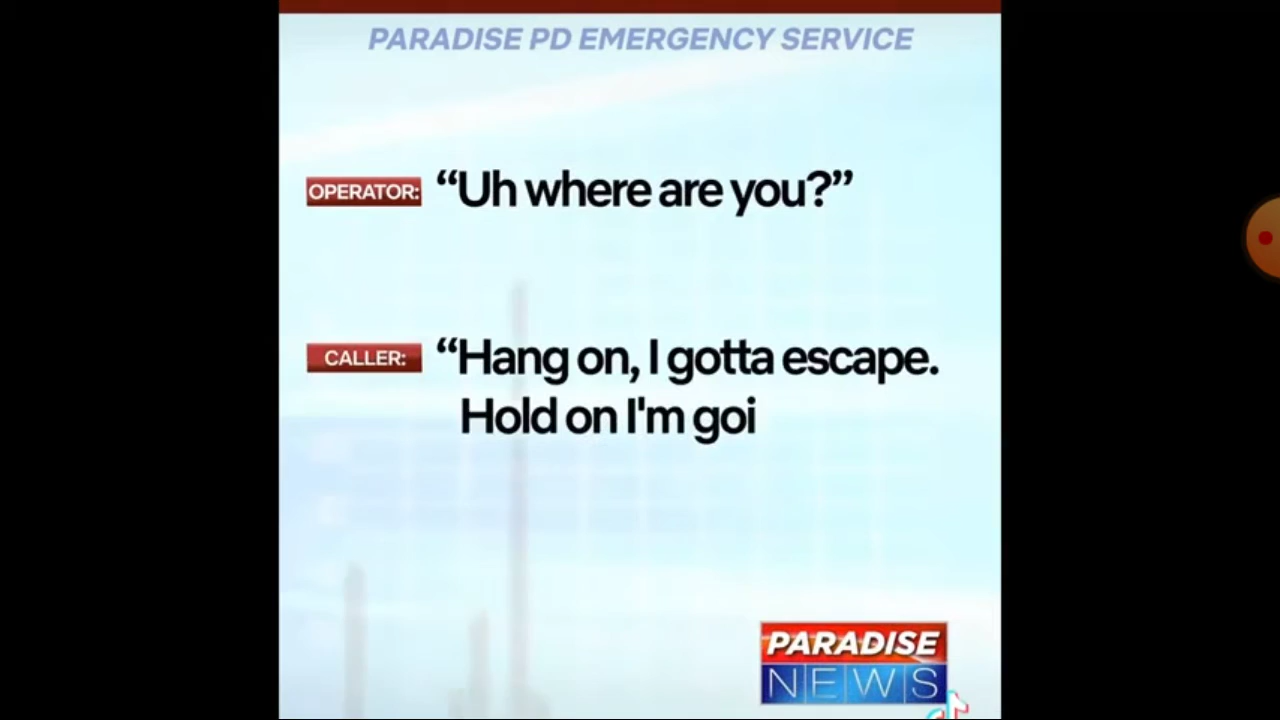 PARADISE PD EMERGENCY SERVICE
OPERATOR: “Uh where are you?”
CALLER: “Hang on, I gotta escape.
Hold on I'm goi
PARADISE
NEWS